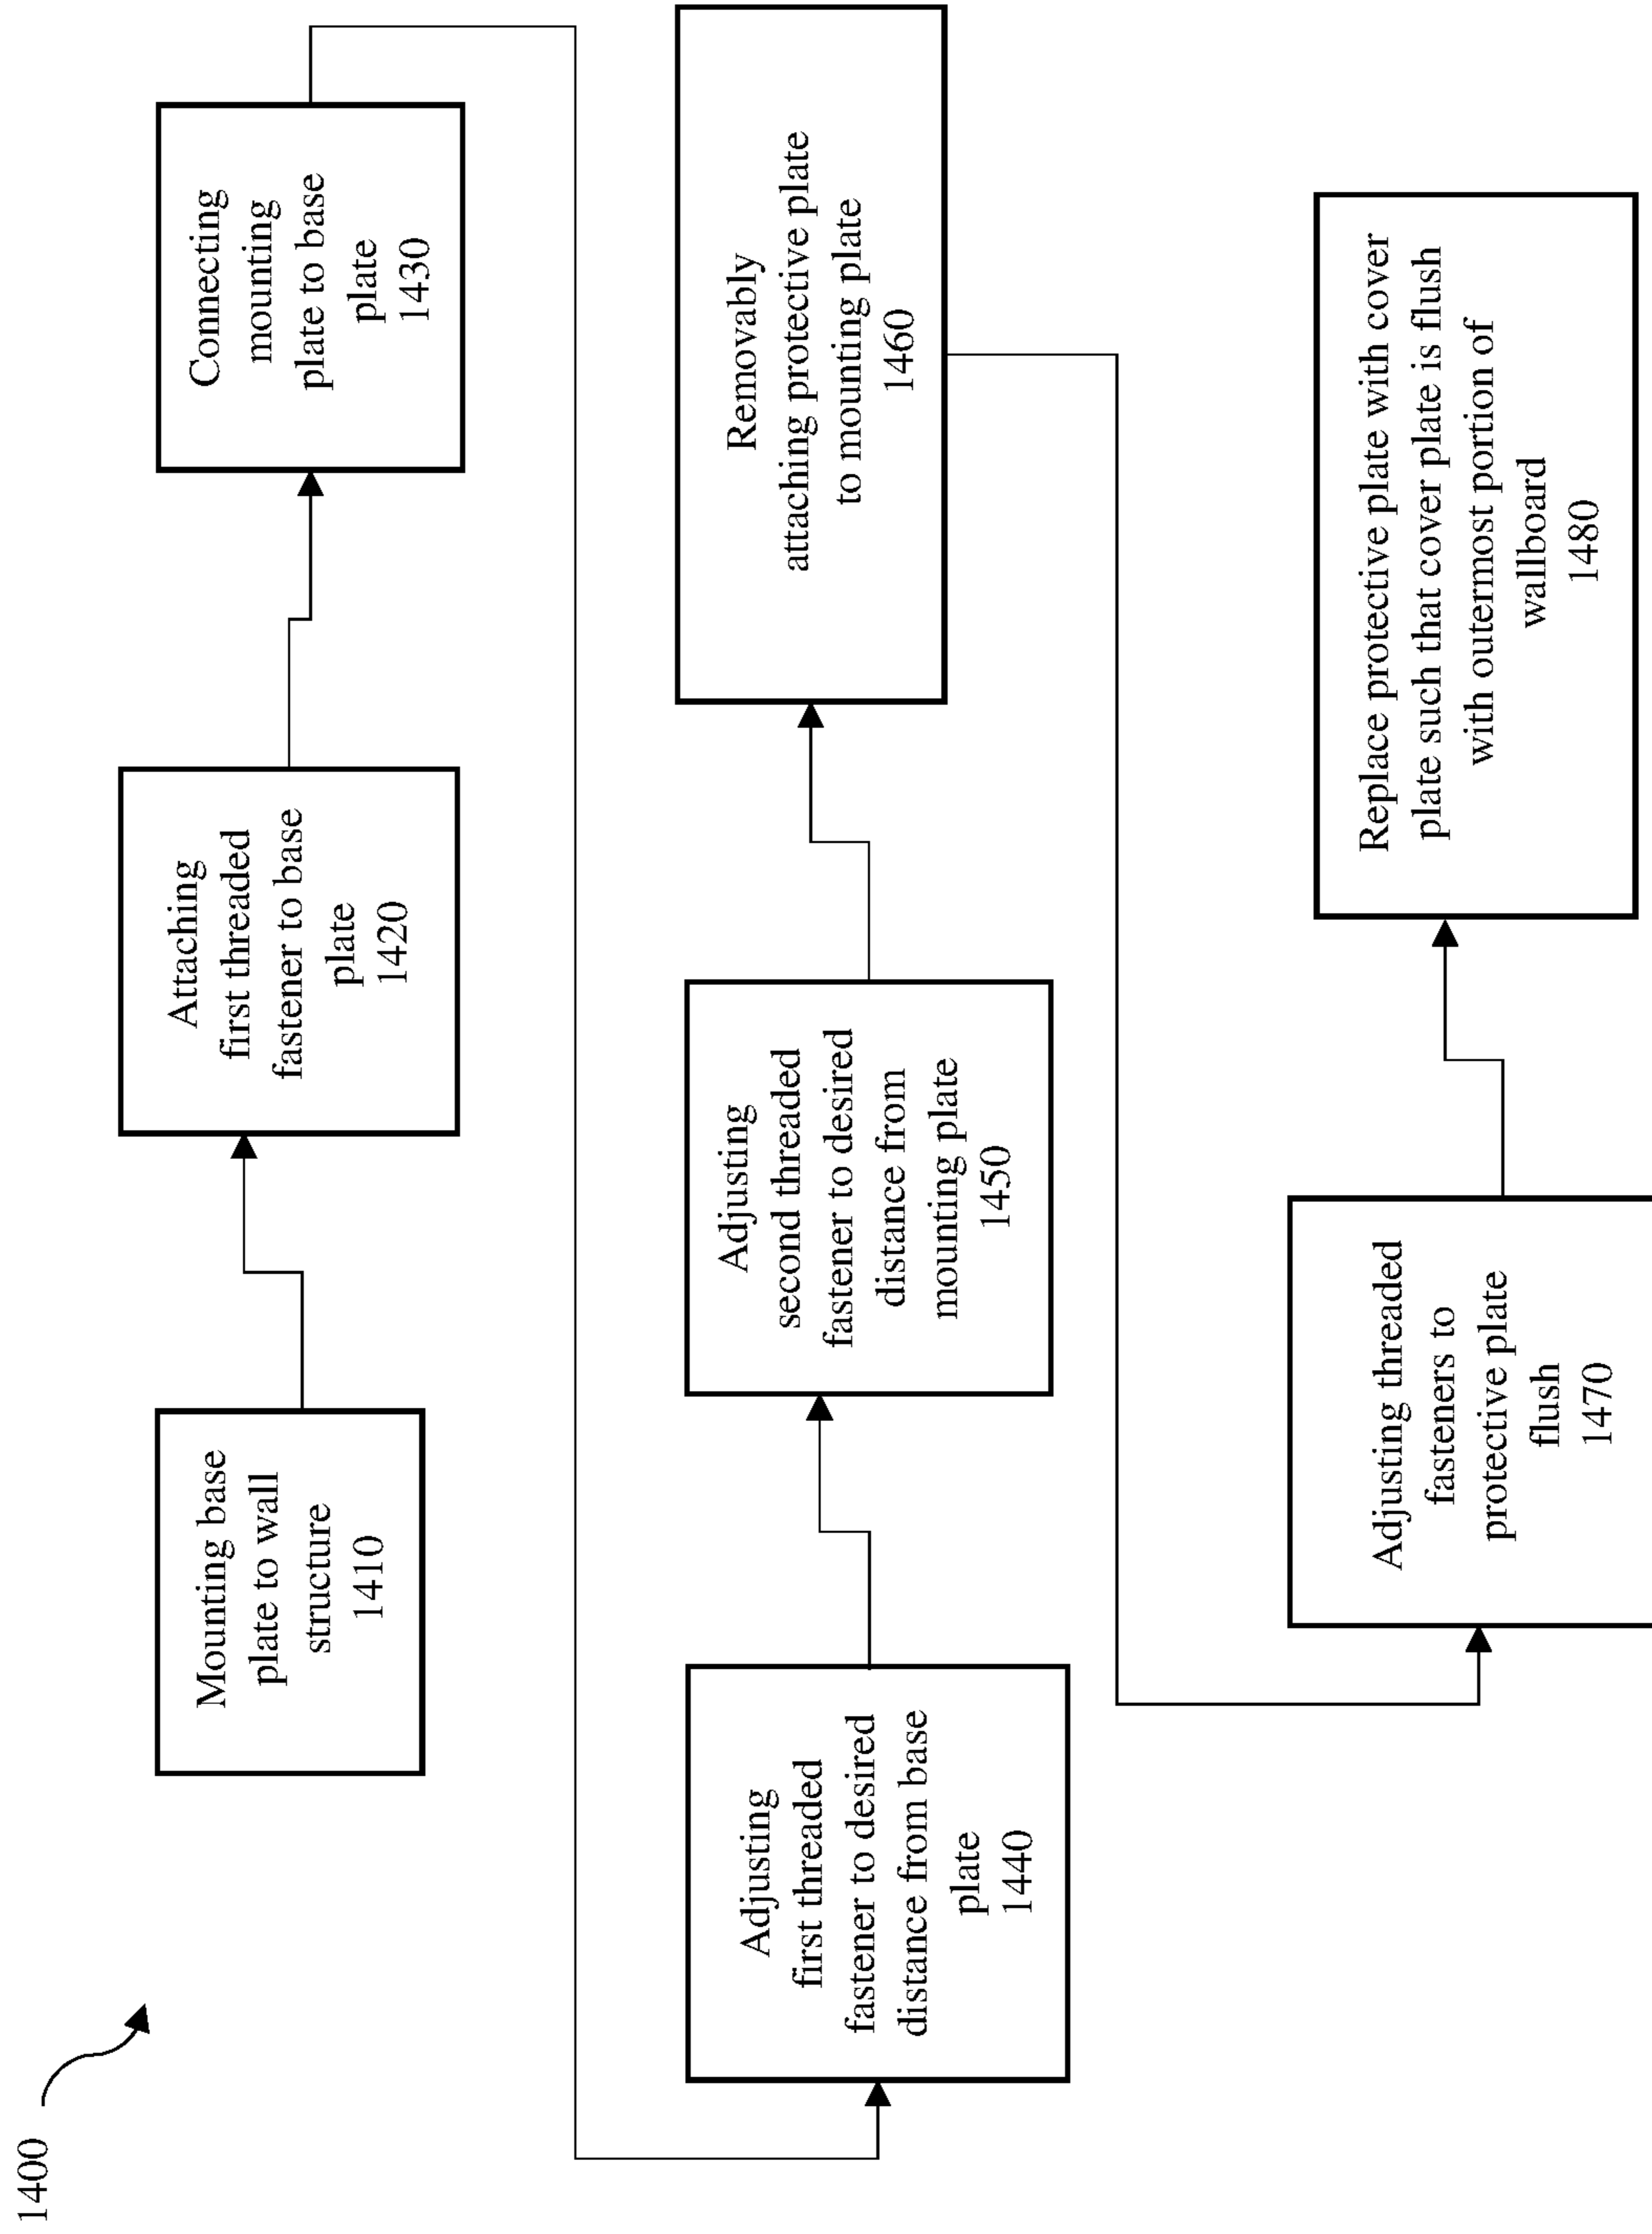 1400
Mounting base
plate to wall
structure
1410
Attaching
first threaded
fastener to base
plate
1420
Connecting
mounting
plate to base
plate
1430
Adjusting
first threaded
fastener to desired
distance from base
plate
1440
Adjusting
second threaded
fastener to desired
distance from
mounting plate
1450
Removably
attaching protective plate
to mounting plate
1460
Adjusting threaded
fasteners to
protective plate
flush
1470
Replace protective plate with cover
plate such that cover plate is flush
with outermost portion of
wallboard
1480